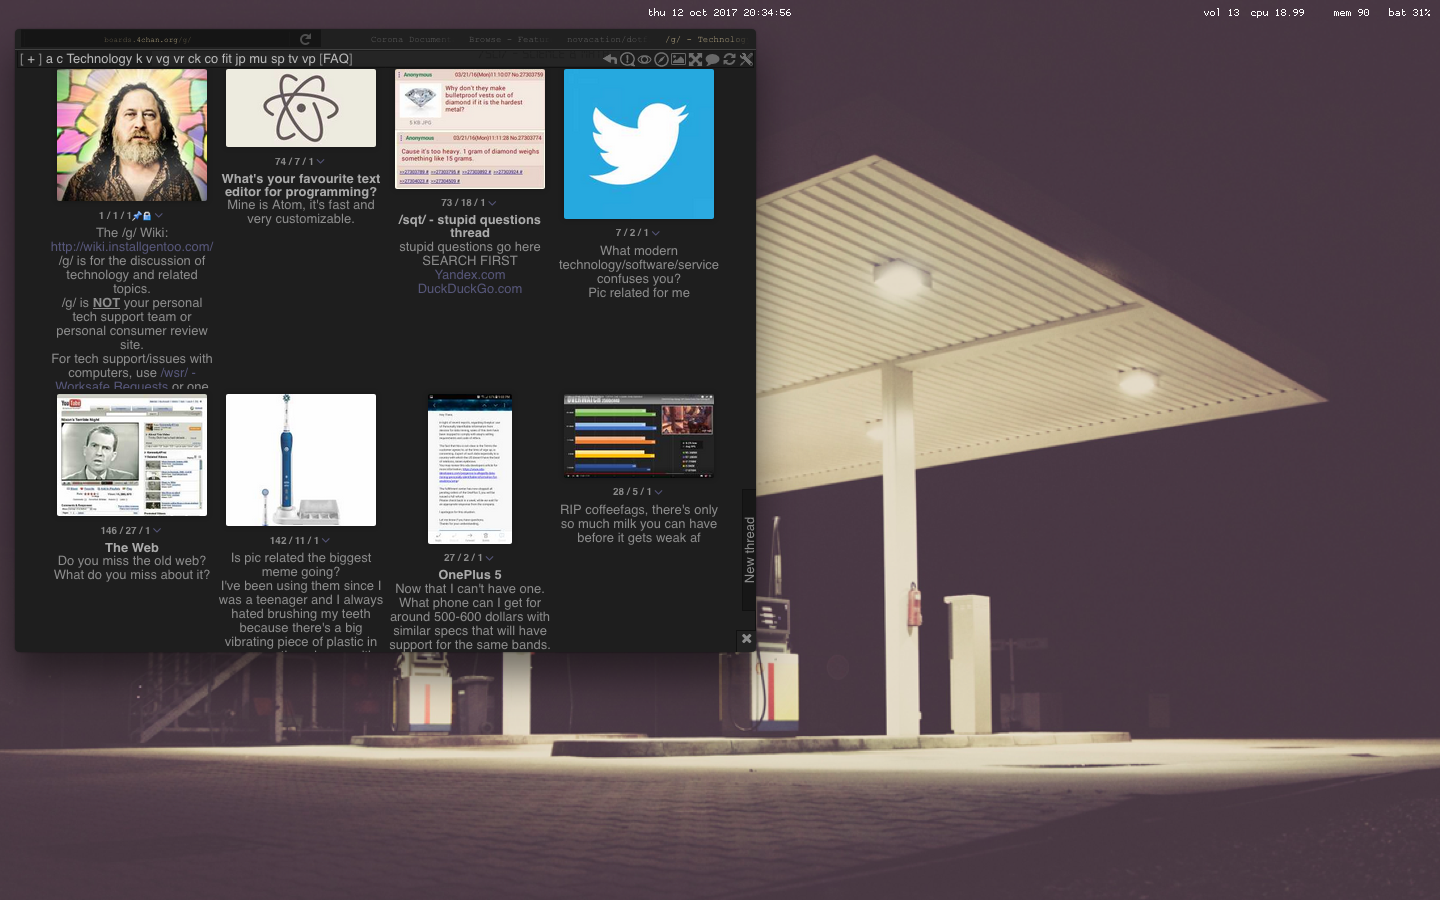 thu 12 oct 2017 20:34:56
vol 13 cpu 18.99 mem 90 bat 31%
boards.4chan.org/g/
Corona Document
Browse - Featu
novacation/dot
/g/ - Technolog
[ + ] a c Technology k v vg vr ck co fit jp mu sp tv vp [FAQ]
1 / 1 / 1
The /g/ Wiki:
http://wiki.installgentoo.com/
/g/ is for the discussion of
technology and related
topics.
/g/ is NOT your personal
tech support team or
personal consumer review
site.
For tech support/issues with
computers, use /wsr/ -
Worksafe Requests or one
74 / 7 / 1
What's your favourite text
editor for programming?
Mine is Atom, it's fast and
very customizable.
Anonymous 03/21/16(Mon)11:10:07 No.27303759
Why don't they make
bulletproof vests out of
diamond if it is the hardest
metal?
5 KB JPG
Anonymous 03/21/16(Mon)11:11:28 No.27303774
Cause it's too heavy. 1 gram of diamond weighs
something like 15 grams.
73 / 18 / 1
/sqt/ - stupid questions
thread
stupid questions go here
SEARCH FIRST
Yandex.com
DuckDuckGo.com
7 / 2 / 1
What modern
technology/software/service
confuses you?
Pic related for me
YouTube
146 / 27 / 1
The Web
Do you miss the old web?
What do you miss about it?
142 / 11 / 1
Is pic related the biggest
meme going?
I've been using them since I
was a teenager and I always
hated brushing my teeth
because there's a big
vibrating piece of plastic in
27 / 2 / 1
OnePlus 5
Now that I can't have one.
What phone can I get for
around 500-600 dollars with
similar specs that will have
support for the same bands.
28 / 5 / 1
RIP coffeefags, there's only
so much milk you can have
before it gets weak af
New thread